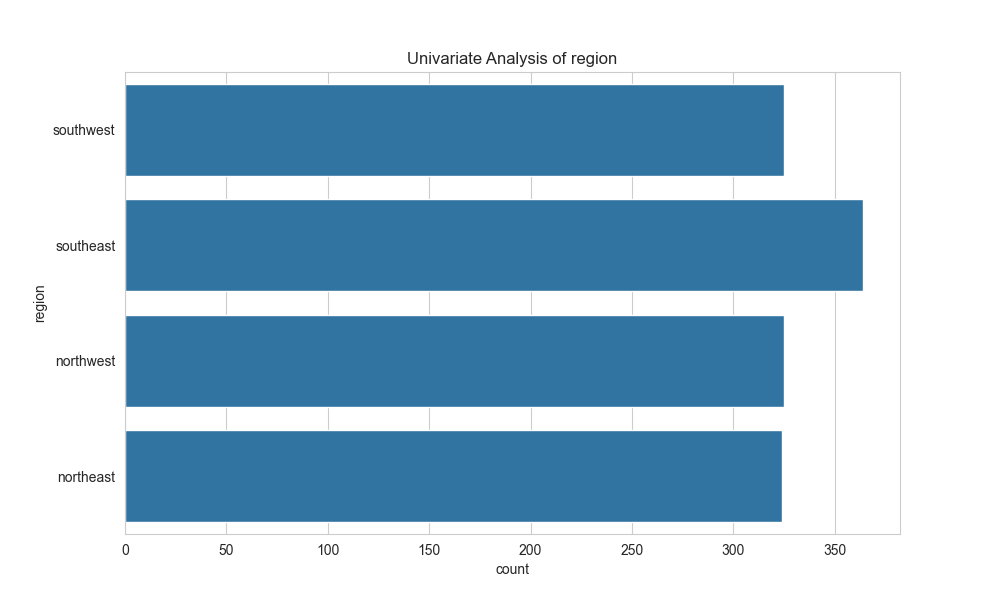 Univariate Analysis of region
southwest
southeast
northwest
northeast
region
0 50 100 150 200 250 300 350
count